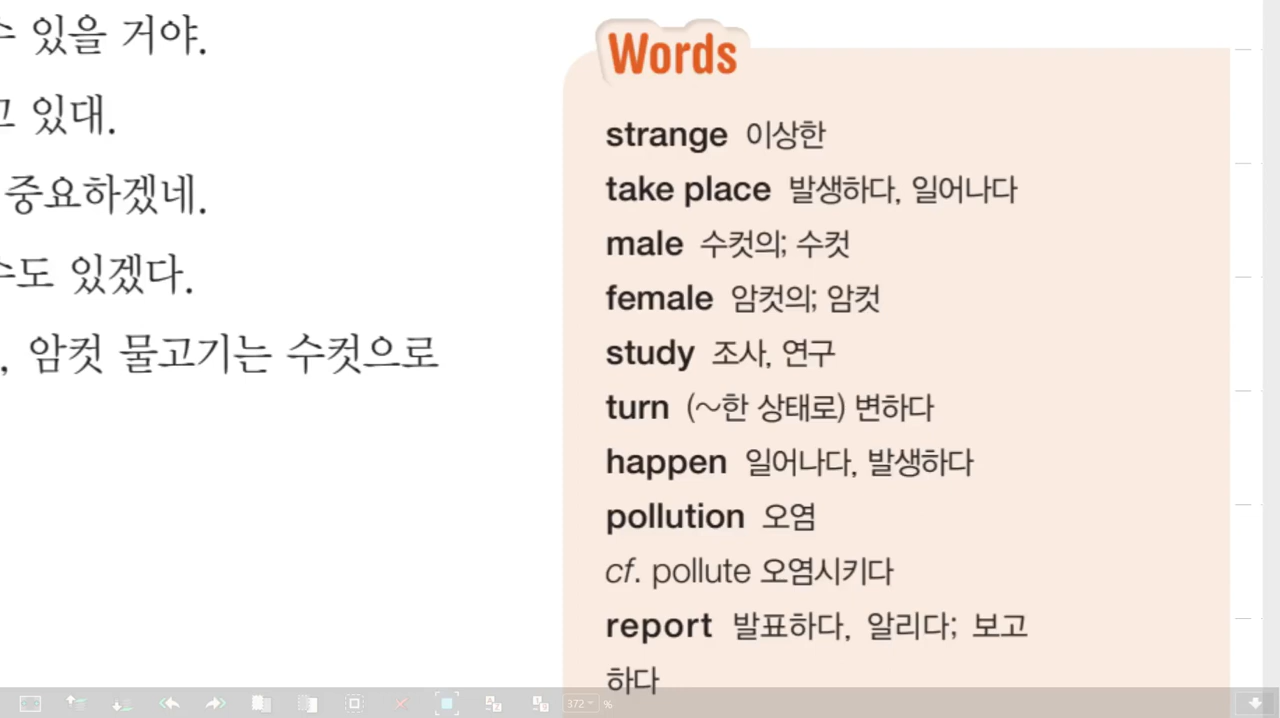 있을 거야.
있대.
중요하겠네.
수도 있겠다.
, 암컷 물고기는 수컷으로
Words
strange 이상한
take place 발생하다, 일어나다
male 수컷의; 수컷
female 암컷의; 암컷
study 조사, 연구
turn (~한 상태로) 변하다
happen 일어나다, 발생하다
pollution 오염
cf. pollute 오염시키다
report 발표하다, 알리다; 보고
하다
372 %